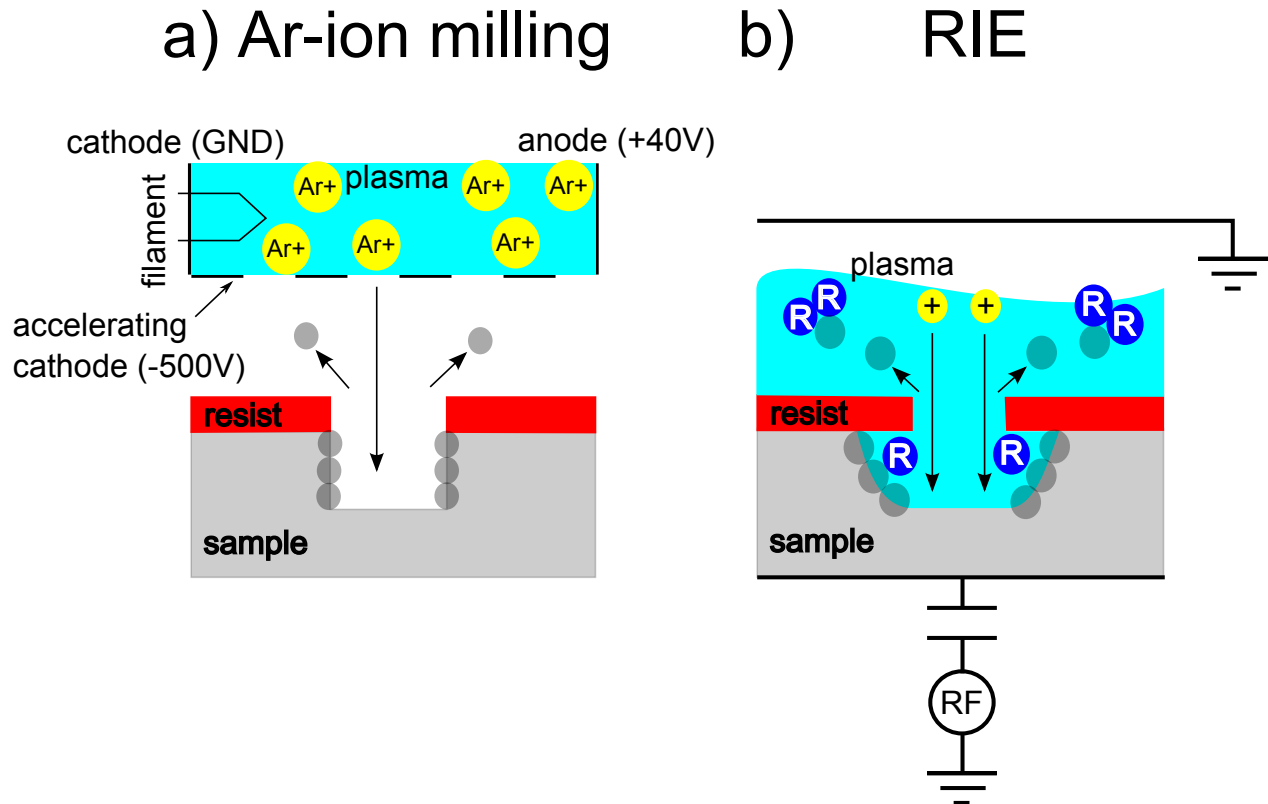 a) Ar-ion milling
cathode (GND)
anode (+40V)
filament
plasma
Ar+
Ar+
Ar+
Ar+
Ar+
Ar+
accelerating
cathode (-500V)
resist
sample
b) RIE
plasma
R
R
+
+
R
R
resist
R
R
sample
RF